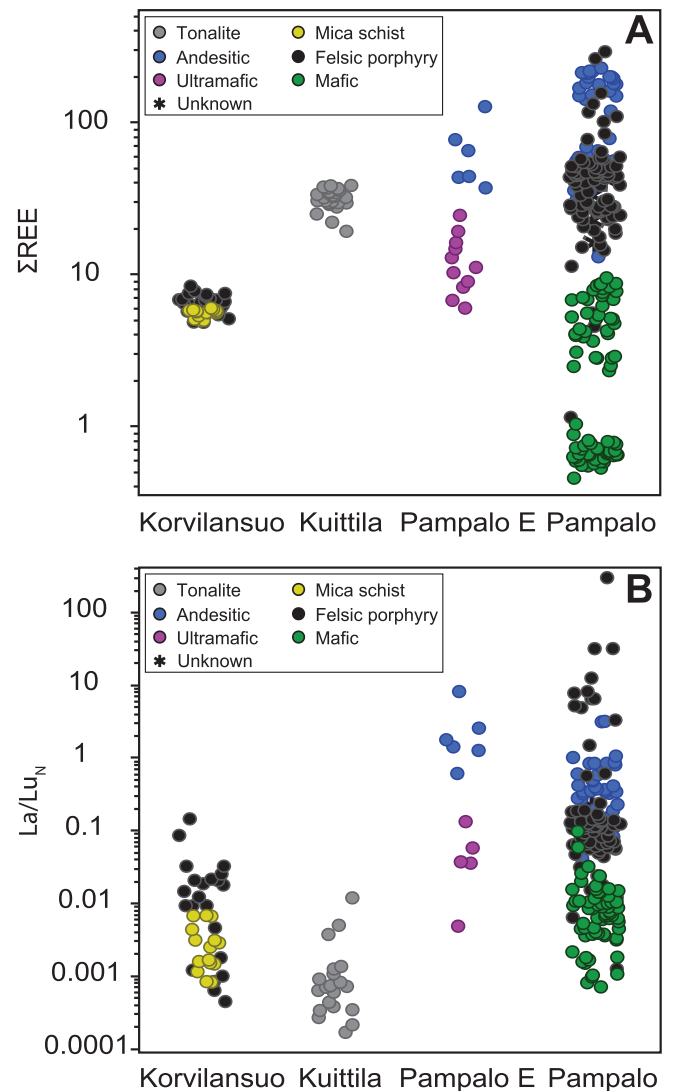 A
Tonalite Mica schist
Andesitic Felsic porphyry
Ultramafic Mafic
Unknown
100
10
1
ΣREE
Korvilansuo Kuittila Pampalo E Pampalo
B
Tonalite Mica schist
Andesitic Felsic porphyry
Ultramafic Mafic
Unknown
100
10
1
0.1
0.01
0.001
0.0001
La/LuN
Korvilansuo Kuittila Pampalo E Pampalo